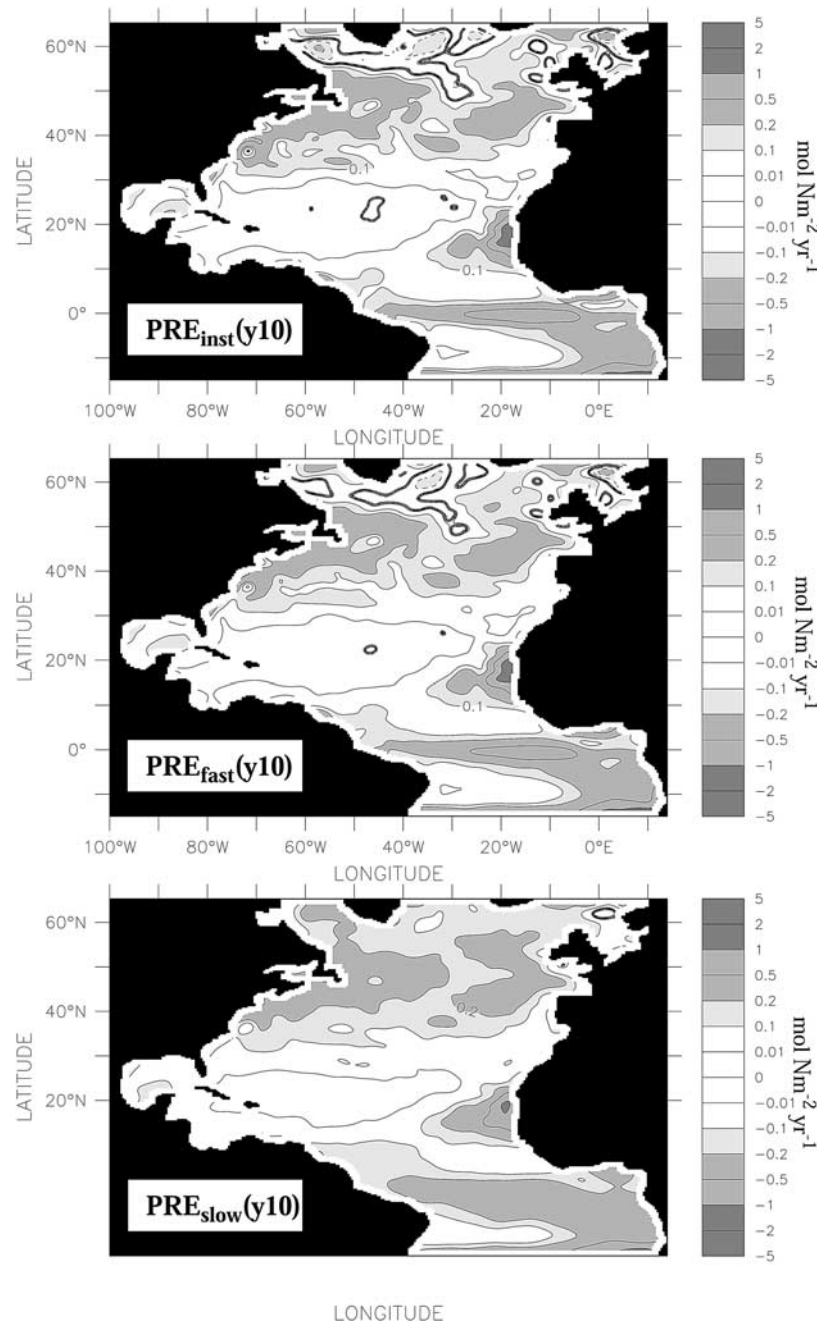 60°N
40°N
20°N
0°
LATITUDE
0.1
0.1
PRE_inst(y10)
100°W 80°W 60°W 40°W 20°W 0°E
LONGITUDE
5
2
1
0.5
0.2
0.1
0.01
0
-0.01
-0.1
-0.2
-0.5
-1
-2
-5
mol Nm^-2 yr^-1
60°N
40°N
20°N
0°
LATITUDE
0.1
PRE_fast(y10)
100°W 80°W 60°W 40°W 20°W 0°E
LONGITUDE
5
2
1
0.5
0.2
0.1
0.01
0
-0.01
-0.1
-0.2
-0.5
-1
-2
-5
mol Nm^-2 yr^-1
60°N
40°N
20°N
LATITUDE
0.2
PRE_slow(y10)
LONGITUDE
5
2
1
0.5
0.2
0.1
0.01
0
-0.01
-0.1
-0.2
-0.5
-1
-2
-5
mol Nm^-2 yr^-1